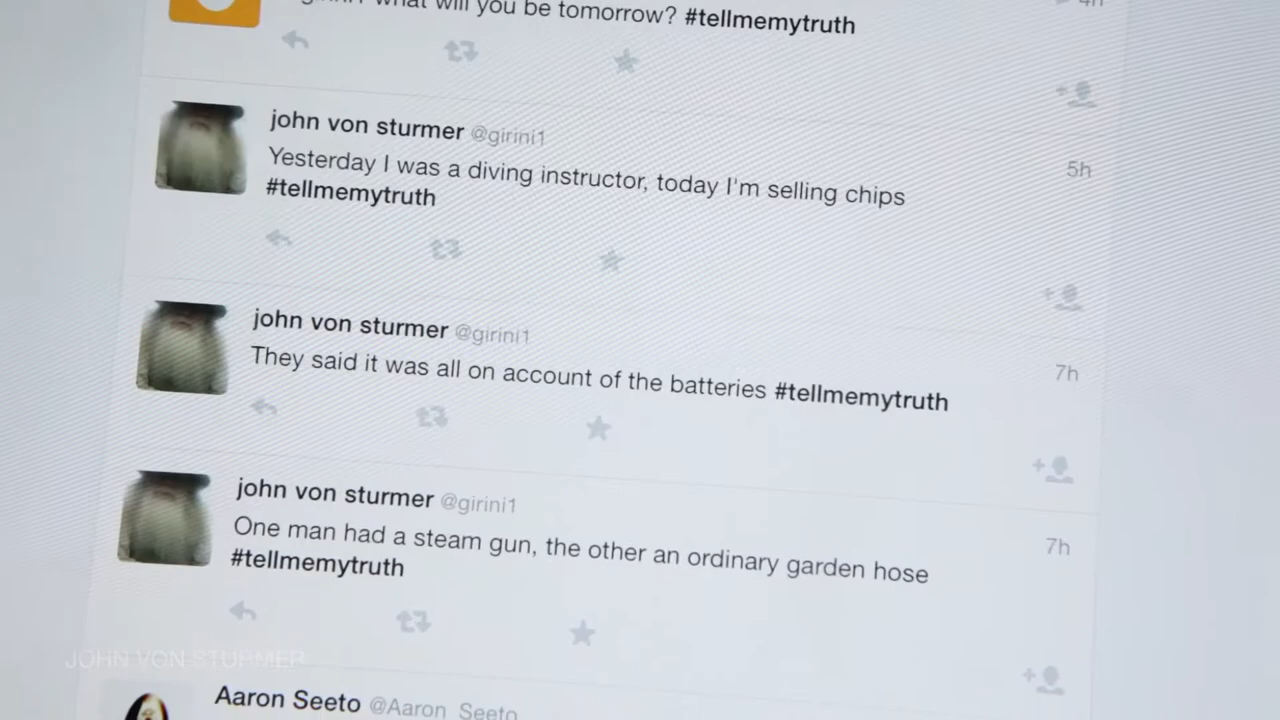 what will you be tomorrow? #tellmemytruth
4h
john von sturmer @girini1
5h
Yesterday I was a diving instructor, today I'm selling chips
#tellmemytruth
john von sturmer @girini1
7h
They said it was all on account of the batteries #tellmemytruth
john von sturmer @girini1
7h
One man had a steam gun, the other an ordinary garden hose
#tellmemytruth
JOHN VON STURMER
Aaron Seeto @Aaron_Seeto